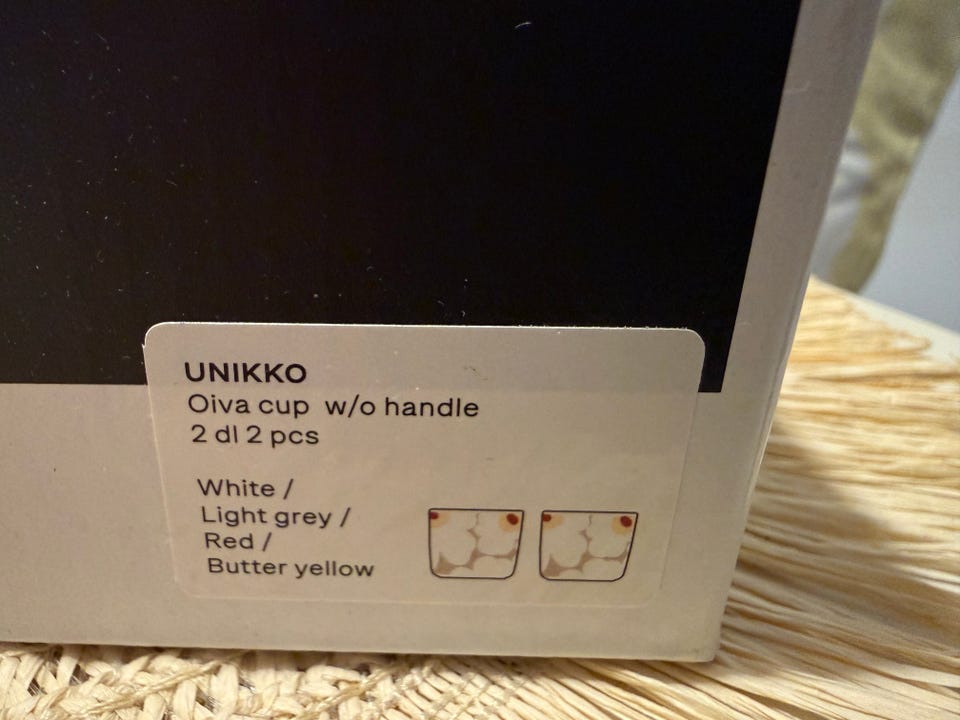 UNIKKO
Oiva cup w/o handle
2 dl 2 pcs
White /
Light grey /
Red /
Butter yellow